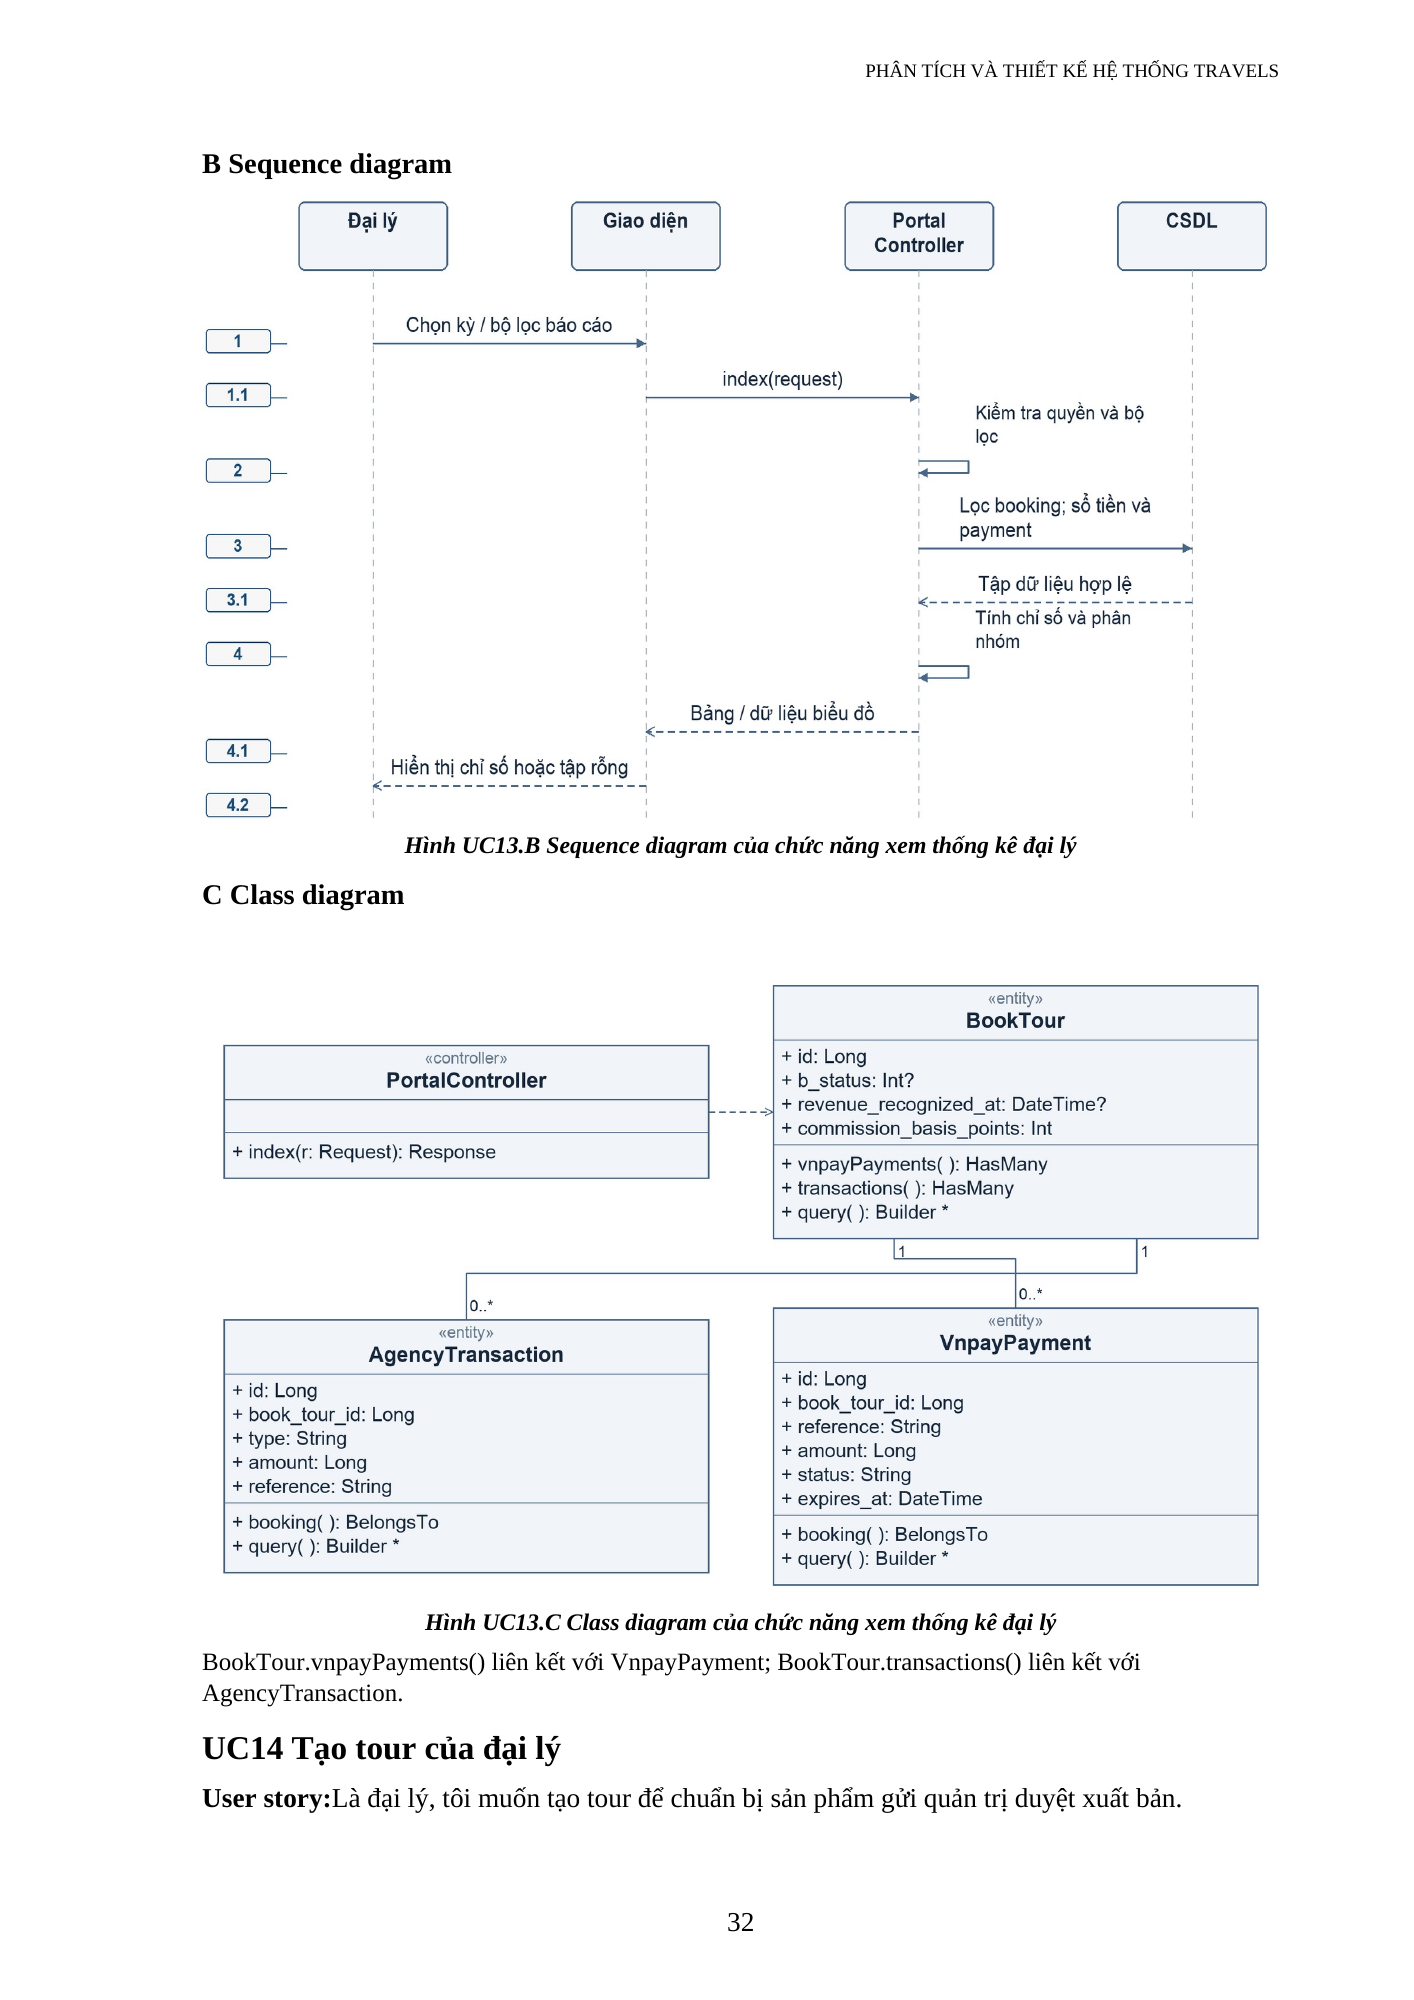 PHÂN TÍCH VÀ THIẾT KẾ HỆ THỐNG TRAVELS
B Sequence diagram
Đại lý
Giao diện
Portal
Controller
CSDL
Chọn kỳ / bộ lọc báo cáo
1
index(request)
1.1
Kiểm tra quyền và bộ
lọc
2
Lọc booking; sổ tiền và
payment
3
Tập dữ liệu hợp lệ
3.1
Tính chỉ số và phân
nhóm
4
Bảng / dữ liệu biểu đồ
4.1
Hiển thị chỉ số hoặc tập rỗng
4.2
Hình UC13.B Sequence diagram của chức năng xem thống kê đại lý
C Class diagram
«controller»
PortalController
+ index(r: Request): Response
«entity»
BookTour
+ id: Long
+ b_status: Int?
+ revenue_recognized_at: DateTime?
+ commission_basis_points: Int
+ vnpayPayments( ): HasMany
+ transactions( ): HasMany
+ query( ): Builder *
1
1
0..*
0..*
«entity»
AgencyTransaction
+ id: Long
+ book_tour_id: Long
+ type: String
+ amount: Long
+ reference: String
+ booking( ): BelongsTo
+ query( ): Builder *
«entity»
VnpayPayment
+ id: Long
+ book_tour_id: Long
+ reference: String
+ amount: Long
+ status: String
+ expires_at: DateTime
+ booking( ): BelongsTo
+ query( ): Builder *
Hình UC13.C Class diagram của chức năng xem thống kê đại lý
BookTour.vnpayPayments() liên kết với VnpayPayment; BookTour.transactions() liên kết với
AgencyTransaction.
UC14 Tạo tour của đại lý
User story:Là đại lý, tôi muốn tạo tour để chuẩn bị sản phẩm gửi quản trị duyệt xuất bản.
32